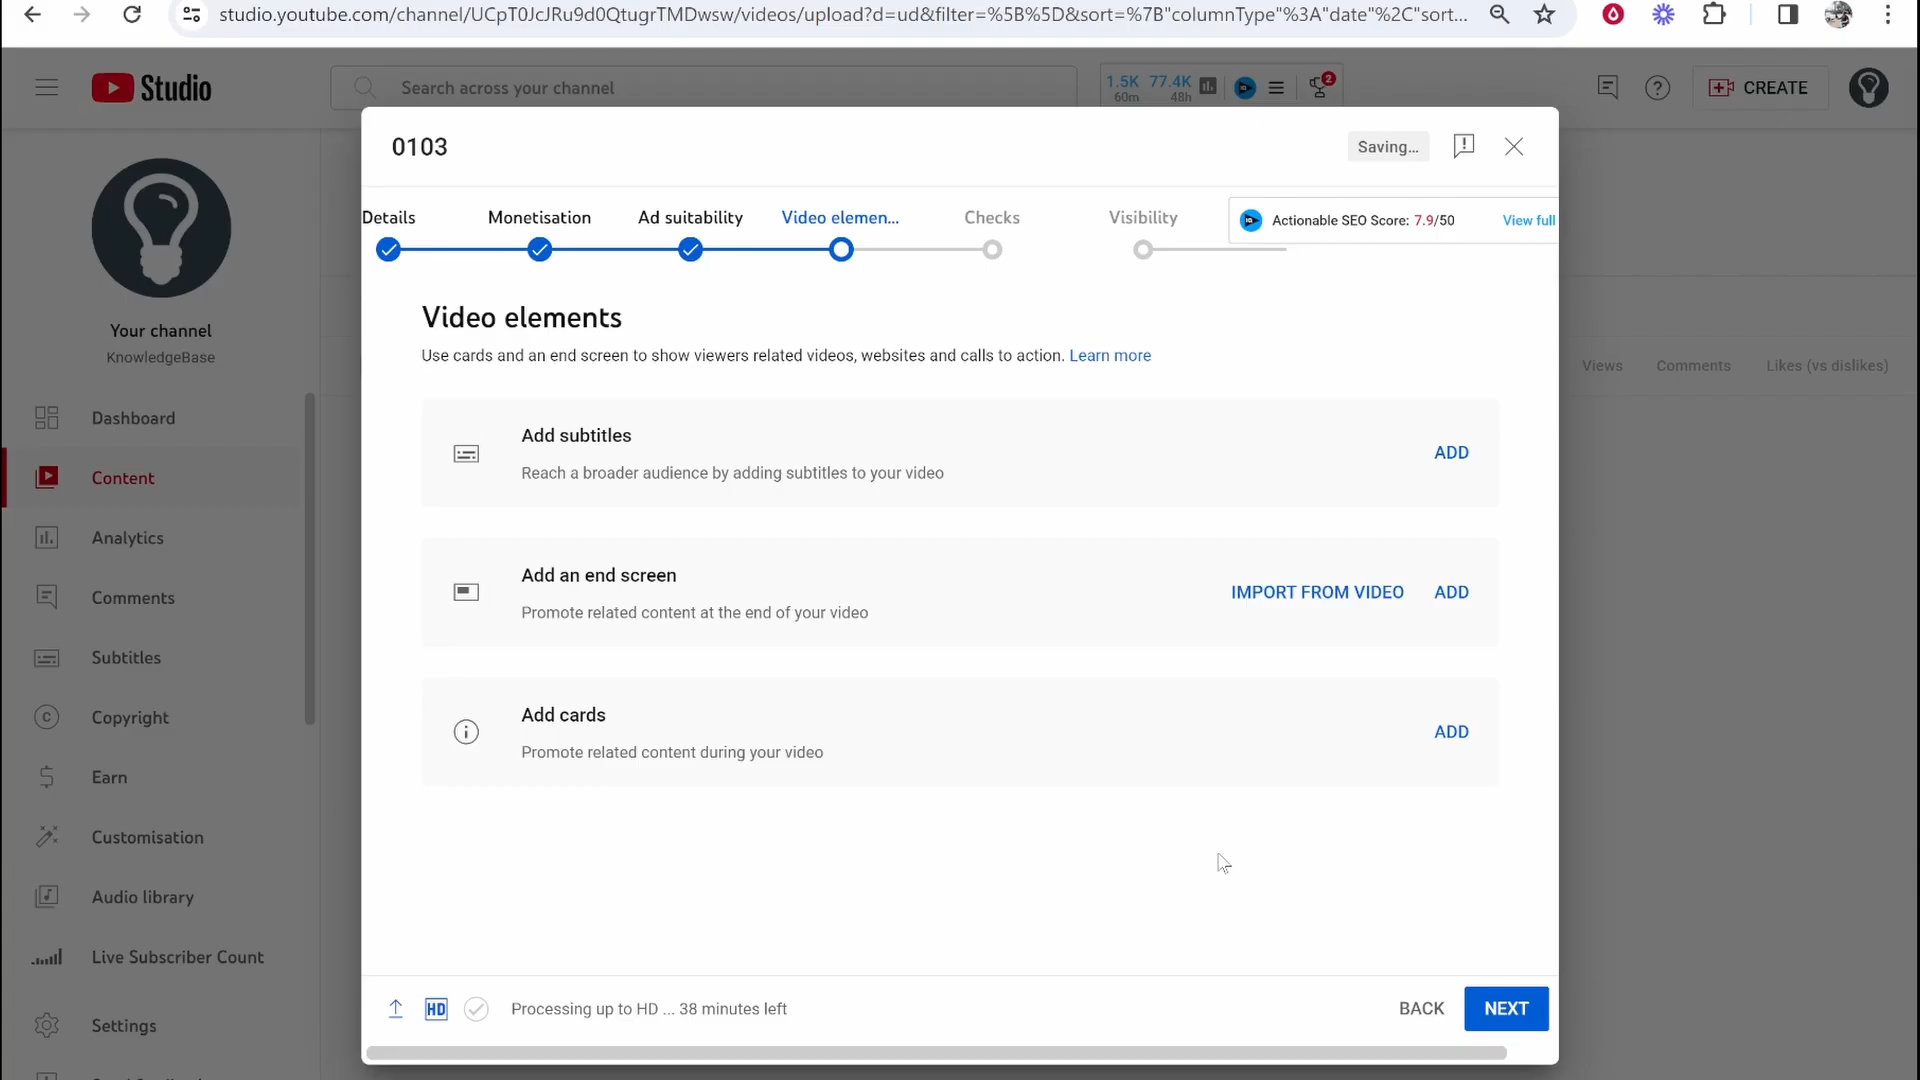 studio.youtube.com/channel/UCpT0JcJRu9d0QtugrTMDwsw/videos/upload?d=ud&filter=%5B%5D&sort=%7B"columnType"%3A"date"%2C"sort...
Studio
Search across your channel
1.5K 77.4K
60m 48h
2
CREATE
0103
Saving...
Details
Monetisation
Ad suitability
Video elemen...
Checks
Visibility
Actionable SEO Score: 7.9/50
View full
Video elements
Use cards and an end screen to show viewers related videos, websites and calls to action. Learn more
Your channel
KnowledgeBase
Views
Comments
Likes (vs dislikes)
Dashboard
Content
Analytics
Comments
Subtitles
Copyright
Earn
Customisation
Audio library
Live Subscriber Count
Settings
Add subtitles
Reach a broader audience by adding subtitles to your video
ADD
Add an end screen
Promote related content at the end of your video
IMPORT FROM VIDEO
ADD
Add cards
Promote related content during your video
ADD
HD
Processing up to HD ... 38 minutes left
BACK
NEXT